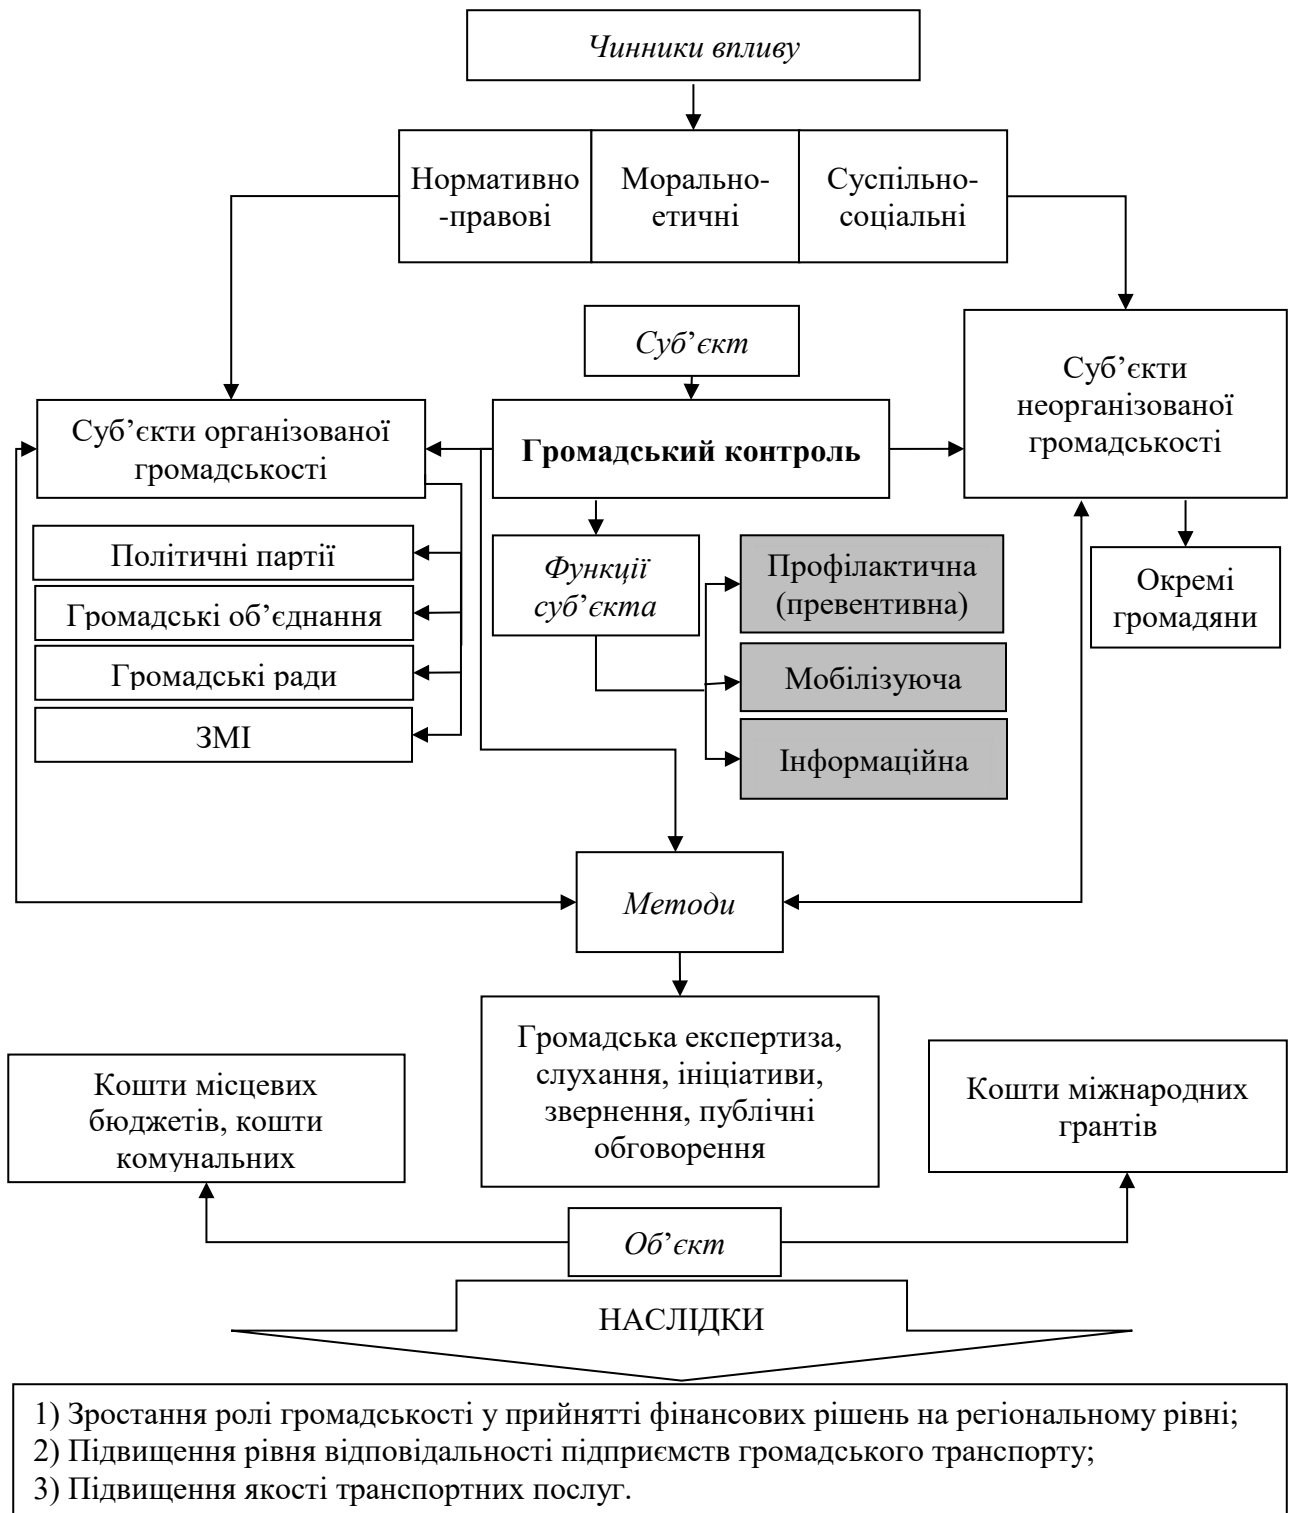 Чинники впливу
Нормативно
-правові
Морально-
етичні
Суспільно-
соціальні
Суб’єкт
Суб’єкти
неорганізованої
громадськості
Суб’єкти організованої
громадськості
Громадський контроль
Політичні партії
Громадські об’єднання
Громадські ради
ЗМІ
Функції
суб’єкта
Профілактична
(превентивна)
Мобілізуюча
Інформаційна
Окремі
громадяни
Методи
Громадська експертиза,
слухання, ініціативи,
звернення, публічні
обговорення
Кошти місцевих
бюджетів, кошти
комунальних
Кошти міжнародних
грантів
Об’єкт
НАСЛІДКИ
1) Зростання ролі громадськості у прийнятті фінансових рішень на регіональному рівні;
2) Підвищення рівня відповідальності підприємств громадського транспорту;
3) Підвищення якості транспортних послуг.